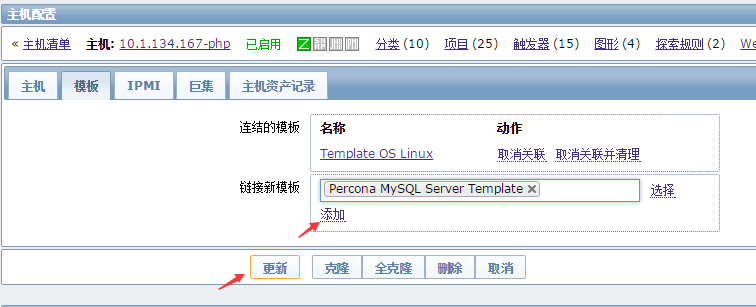 主机配置
« 主机清单 主机: 10.1.134.167-php 已启用 Z 分类 (10) 项目 (25) 触发器 (15) 图形 (4) 探索规则 (2) We
主机 模板 IPMI 巨集 主机资产记录
连结的模板 名称 动作
Template OS Linux 取消关联 取消关联并清理
链接新模板 Percona MySQL Server Template 选择
添加
更新 克隆 全克隆 删除 取消